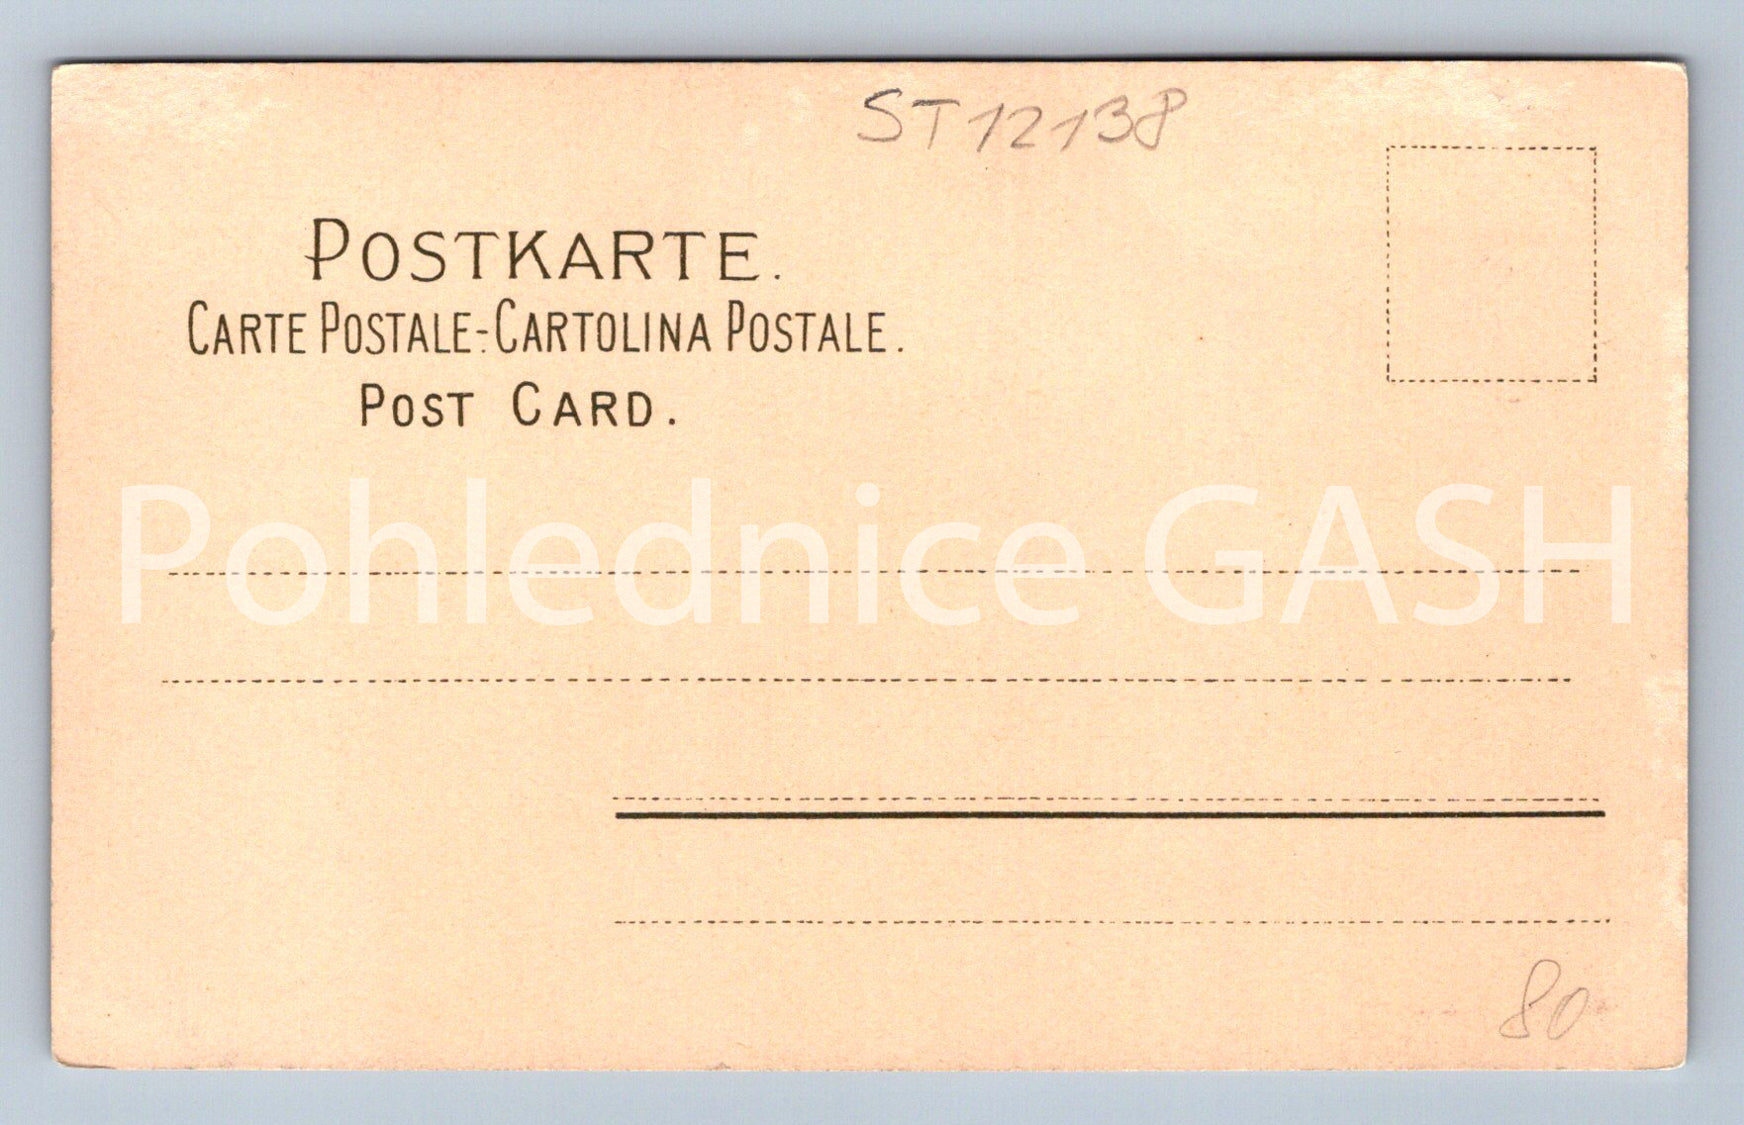 ST12138
POSTKARTE.
CARTE POSTALE-CARTOLINA POSTALE.
POST CARD.
Pohlednice GASH
80